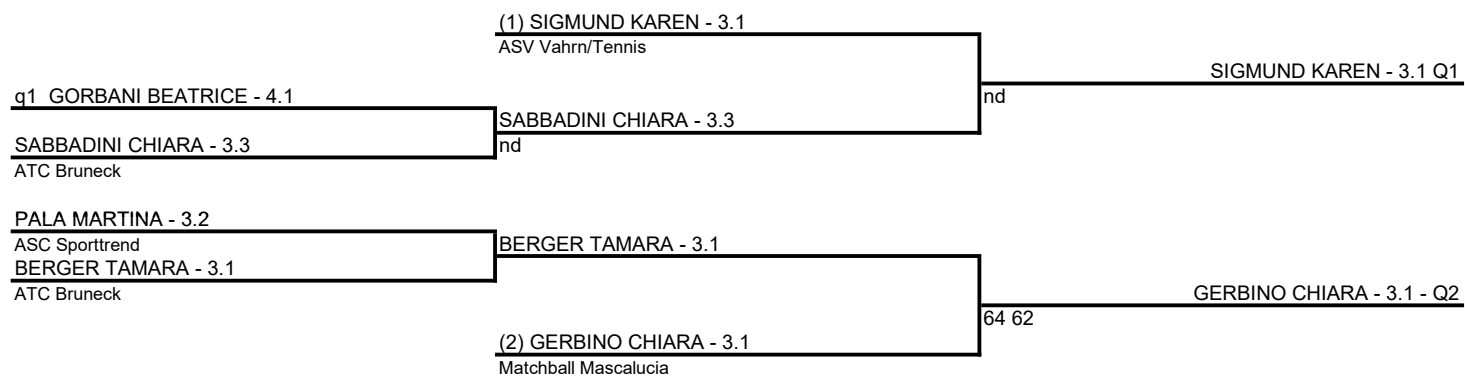 (1) SIGMUND KAREN - 3.1
ASV Vahrn/Tennis
SIGMUND KAREN - 3.1 Q1
nd
q1 GORBANI BEATRICE - 4.1
SABBADINI CHIARA - 3.3
nd
SABBADINI CHIARA - 3.3
ATC Bruneck
PALA MARTINA - 3.2
ASC Sporttrend
BERGER TAMARA - 3.1
BERGER TAMARA - 3.1
ATC Bruneck
GERBINO CHIARA - 3.1 - Q2
64 62
(2) GERBINO CHIARA - 3.1
Matchball Mascalucia